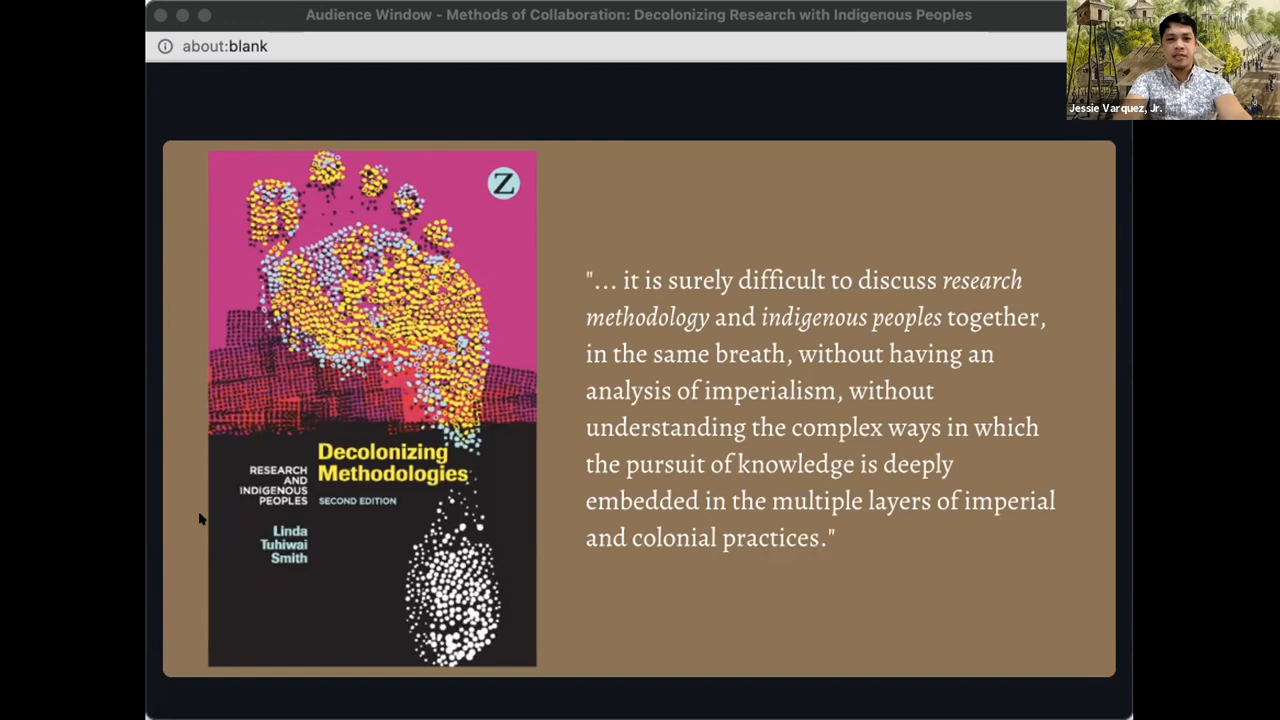 Audience Window - Methods of Collaboration: Decolonizing Research with Indigenous Peoples
about:blank
Jessie Varquez, Jr.
Z
Decolonizing
Methodologies
RESEARCH
AND
INDIGENOUS
PEOPLES
SECOND EDITION
Linda
Tuhiwai
Smith
"... it is surely difficult to discuss research
methodology and indigenous peoples together,
in the same breath, without having an
analysis of imperialism, without
understanding the complex ways in which
the pursuit of knowledge is deeply
embedded in the multiple layers of imperial
and colonial practices."